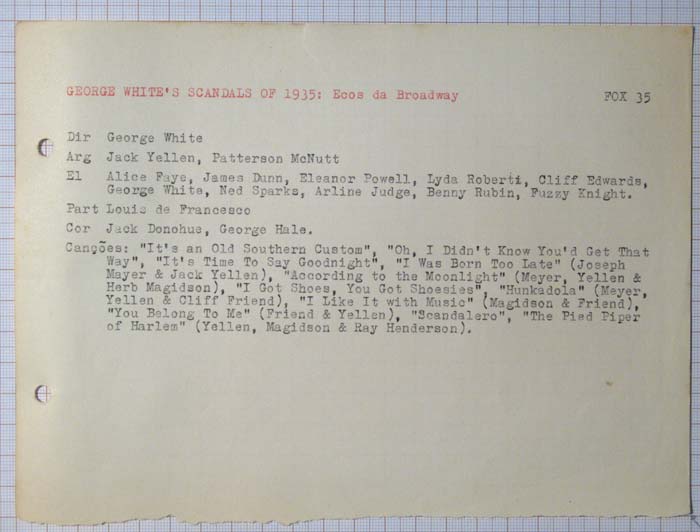 GEORGE WHITE'S SCANDALS OF 1935: Ecos da Broadway FOX 35
Dir George White
Arg Jack Yellen, Patterson McNutt
El Alice Faye, James Dunn, Eleanor Powell, Lyda Roberti, Cliff Edwards,
George White, Ned Sparks, Arline Judge, Benny Rubin, Fuzzy Knight.
Part Louis de Francesco
Cor Jack Donohue, George Hale.
Canções: "It's an Old Southern Custom", "Oh, I Didn't Know You'd Get That
Way", "It's Time To Say Goodnight", "I Was Born Too Late" (Joseph
Mayer & Jack Yellen), "According to the Moonlight" (Meyer, Yellen &
Herb Magidson), "I Got Shoes, You Got Shoesies", "Hunkadola" (Meyer,
Yellen & Cliff Friend), "I Like It with Music" (Magidson & Friend),
"You Belong To Me" (Friend & Yellen), "Scandalero", "The Pied Piper
of Harlem" (Yellen, Magidson & Ray Henderson).